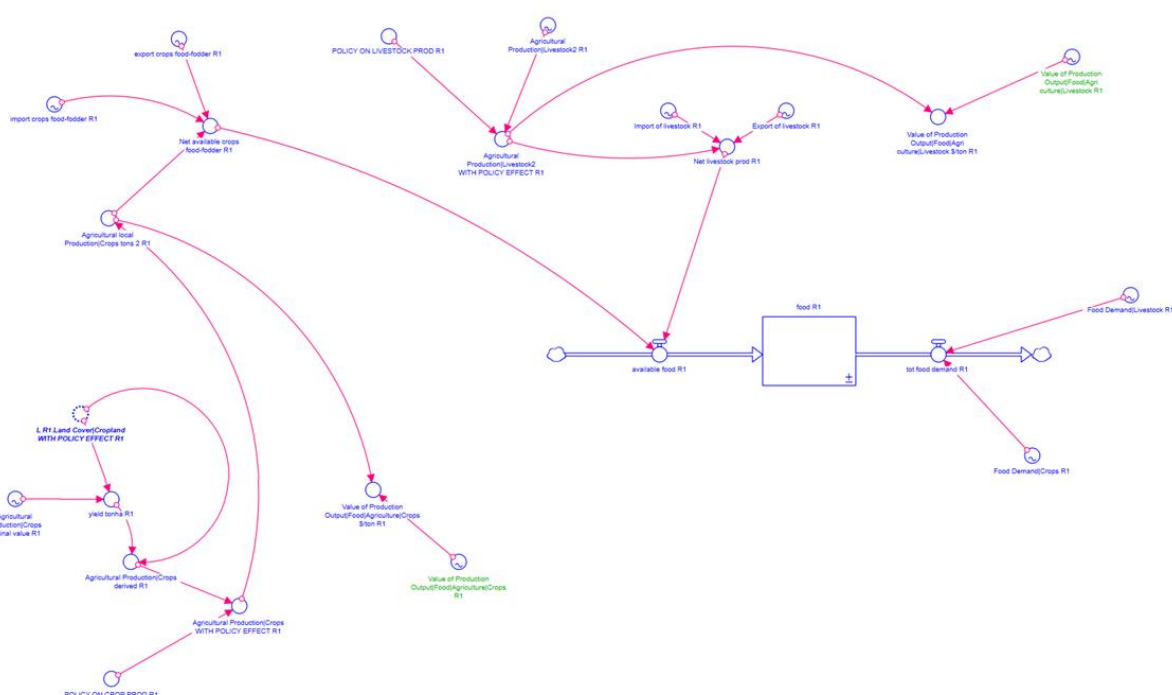 export crops food-fodder R1
import crops food-fodder R1
Net available crops
food-fodder R1
POLICY ON LIVESTOCK PROD R1
Agricultural
Production|Livestock2 R1
Agricultural
Production|Livestock2
WITH POLICY EFFECT R1
Import of livestock R1
Export of livestock R1
Net livestock prod R1
Value of Production
Output|Food|Agri
culture|Livestock R1
Value of Production
Output|Food|Agri
culture|Livestock $/ton R1
Agricultural local
Production|Crops tons 2 R1
food R1
available food R1
tot food demand R1
Food Demand|Livestock R1
Food Demand|Crops R1
L R1.Land Cover|Cropland
WITH POLICY EFFECT R1
gricultural
duction|Crops
inal value R1
yield tonha R1
Agricultural Production|Crops
derived R1
Agricultural Production|Crops
WITH POLICY EFFECT R1
Value of Production
Output|Food|Agriculture|Crops
$/ton R1
Value of Production
Output|Food|Agriculture|Crops
R1
POLICY ON CROP PROD R1